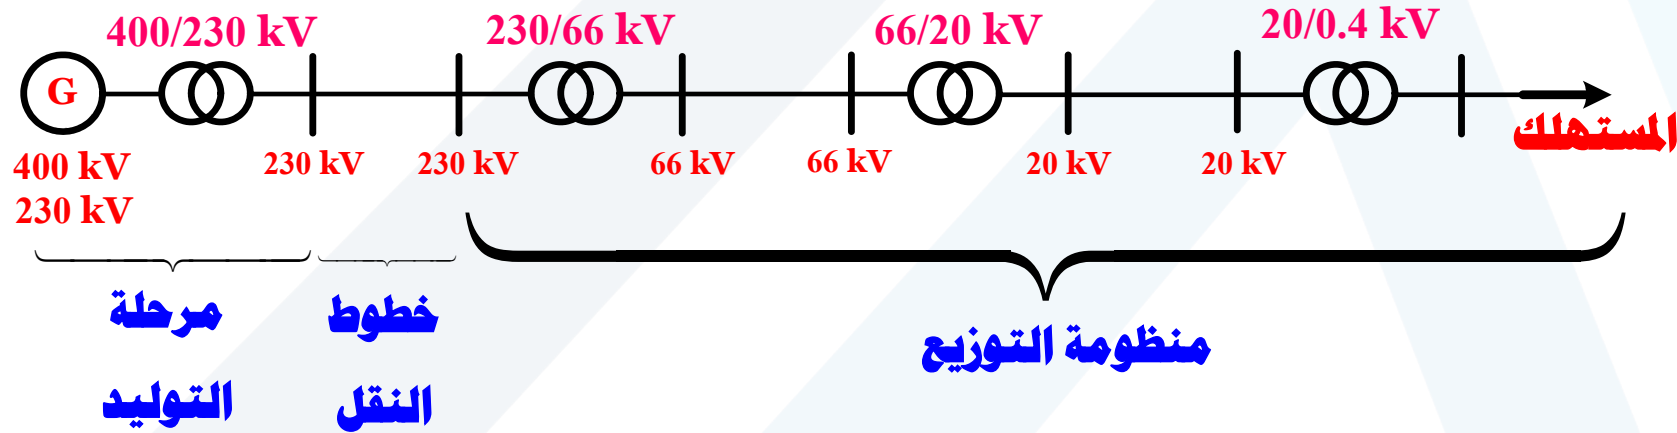 400/230 kV
230/66 kV
66/20 kV
20/0.4 kV
G
المستهلك
400 kV
230 kV
230 kV
230 kV
66 kV
66 kV
20 kV
20 kV
مرحلة
التوليد
خطوط
النقل
منظومة التوزيع